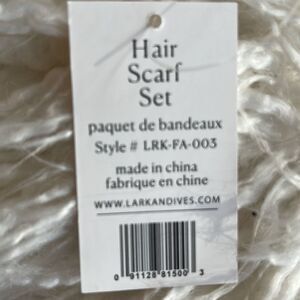 Hair
Scarf
Set
paquet de bandeaux
Style # LRK-FA-003
made in china
fabrique en chine
WWW.LARKANDIVES.COM
0 91128 81500 3